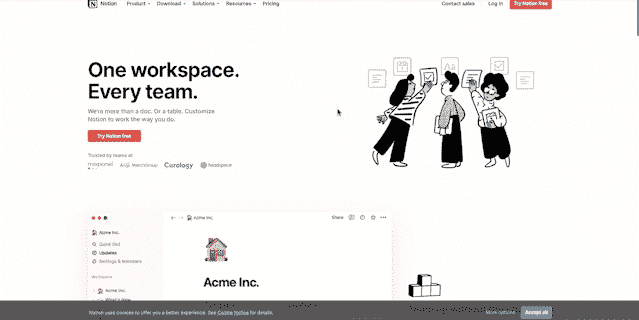 Notion Product Download Solutions Resources Pricing Contact sales Log in Try Notion free
One workspace.
Every team.
We're more than a doc. Or a table. Customize
Notion to work the way you do.
Try Notion free
Trusted by teams at
mixpanel MatchGroup Curology headspace
Acme Inc. Share
Acme Inc.
Quick Find
Updates
Settings & Members
Workspace
Acme Inc.
Acme Inc.
What's New
Notion uses cookies to offer you a better experience. See Cookie Notice for details. More options Accept all